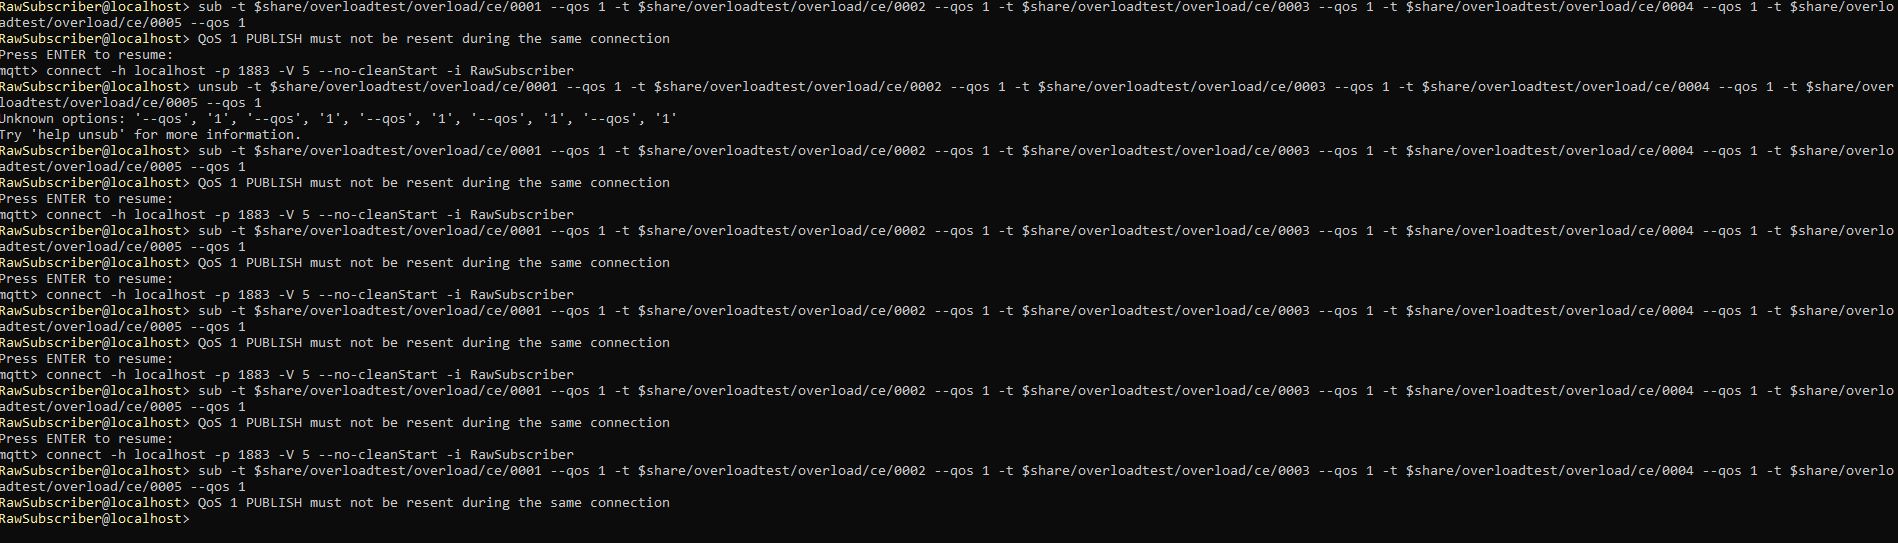 RawSubscriber@localhost> sub -t $share/overloadtest/overload/ce/0001 --qos 1 -t $share/overloadtest/overload/ce/0002 --qos 1 -t $share/overloadtest/overload/ce/0003 --qos 1 -t $share/overloadtest/overload/ce/0004 --qos 1 -t $share/overlo
adtest/overload/ce/0005 --qos 1
RawSubscriber@localhost> QoS 1 PUBLISH must not be resent during the same connection
Press ENTER to resume:
mqtt> connect -h localhost -p 1883 -V 5 --no-cleanStart -i RawSubscriber
RawSubscriber@localhost> unsub -t $share/overloadtest/overload/ce/0001 --qos 1 -t $share/overloadtest/overload/ce/0002 --qos 1 -t $share/overloadtest/overload/ce/0003 --qos 1 -t $share/overloadtest/overload/ce/0004 --qos 1 -t $share/over
loadtest/overload/ce/0005 --qos 1
Unknown options: '--qos', '1', '--qos', '1', '--qos', '1', '--qos', '1', '--qos', '1'
Try 'help unsub' for more information.
RawSubscriber@localhost> sub -t $share/overloadtest/overload/ce/0001 --qos 1 -t $share/overloadtest/overload/ce/0002 --qos 1 -t $share/overloadtest/overload/ce/0003 --qos 1 -t $share/overloadtest/overload/ce/0004 --qos 1 -t $share/overlo
adtest/overload/ce/0005 --qos 1
RawSubscriber@localhost> QoS 1 PUBLISH must not be resent during the same connection
Press ENTER to resume:
mqtt> connect -h localhost -p 1883 -V 5 --no-cleanStart -i RawSubscriber
RawSubscriber@localhost> sub -t $share/overloadtest/overload/ce/0001 --qos 1 -t $share/overloadtest/overload/ce/0002 --qos 1 -t $share/overloadtest/overload/ce/0003 --qos 1 -t $share/overloadtest/overload/ce/0004 --qos 1 -t $share/overlo
adtest/overload/ce/0005 --qos 1
RawSubscriber@localhost> QoS 1 PUBLISH must not be resent during the same connection
Press ENTER to resume:
mqtt> connect -h localhost -p 1883 -V 5 --no-cleanStart -i RawSubscriber
RawSubscriber@localhost> sub -t $share/overloadtest/overload/ce/0001 --qos 1 -t $share/overloadtest/overload/ce/0002 --qos 1 -t $share/overloadtest/overload/ce/0003 --qos 1 -t $share/overloadtest/overload/ce/0004 --qos 1 -t $share/overlo
adtest/overload/ce/0005 --qos 1
RawSubscriber@localhost> QoS 1 PUBLISH must not be resent during the same connection
Press ENTER to resume:
mqtt> connect -h localhost -p 1883 -V 5 --no-cleanStart -i RawSubscriber
RawSubscriber@localhost> sub -t $share/overloadtest/overload/ce/0001 --qos 1 -t $share/overloadtest/overload/ce/0002 --qos 1 -t $share/overloadtest/overload/ce/0003 --qos 1 -t $share/overloadtest/overload/ce/0004 --qos 1 -t $share/overlo
adtest/overload/ce/0005 --qos 1
RawSubscriber@localhost> QoS 1 PUBLISH must not be resent during the same connection
Press ENTER to resume:
mqtt> connect -h localhost -p 1883 -V 5 --no-cleanStart -i RawSubscriber
RawSubscriber@localhost> sub -t $share/overloadtest/overload/ce/0001 --qos 1 -t $share/overloadtest/overload/ce/0002 --qos 1 -t $share/overloadtest/overload/ce/0003 --qos 1 -t $share/overloadtest/overload/ce/0004 --qos 1 -t $share/overlo
adtest/overload/ce/0005 --qos 1
RawSubscriber@localhost> QoS 1 PUBLISH must not be resent during the same connection
RawSubscriber@localhost>